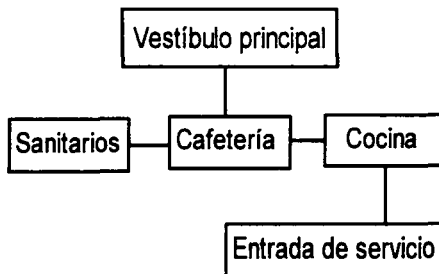 Vestíbulo principal
Sanitarios
Cafetería
Cocina
Entrada de servicio